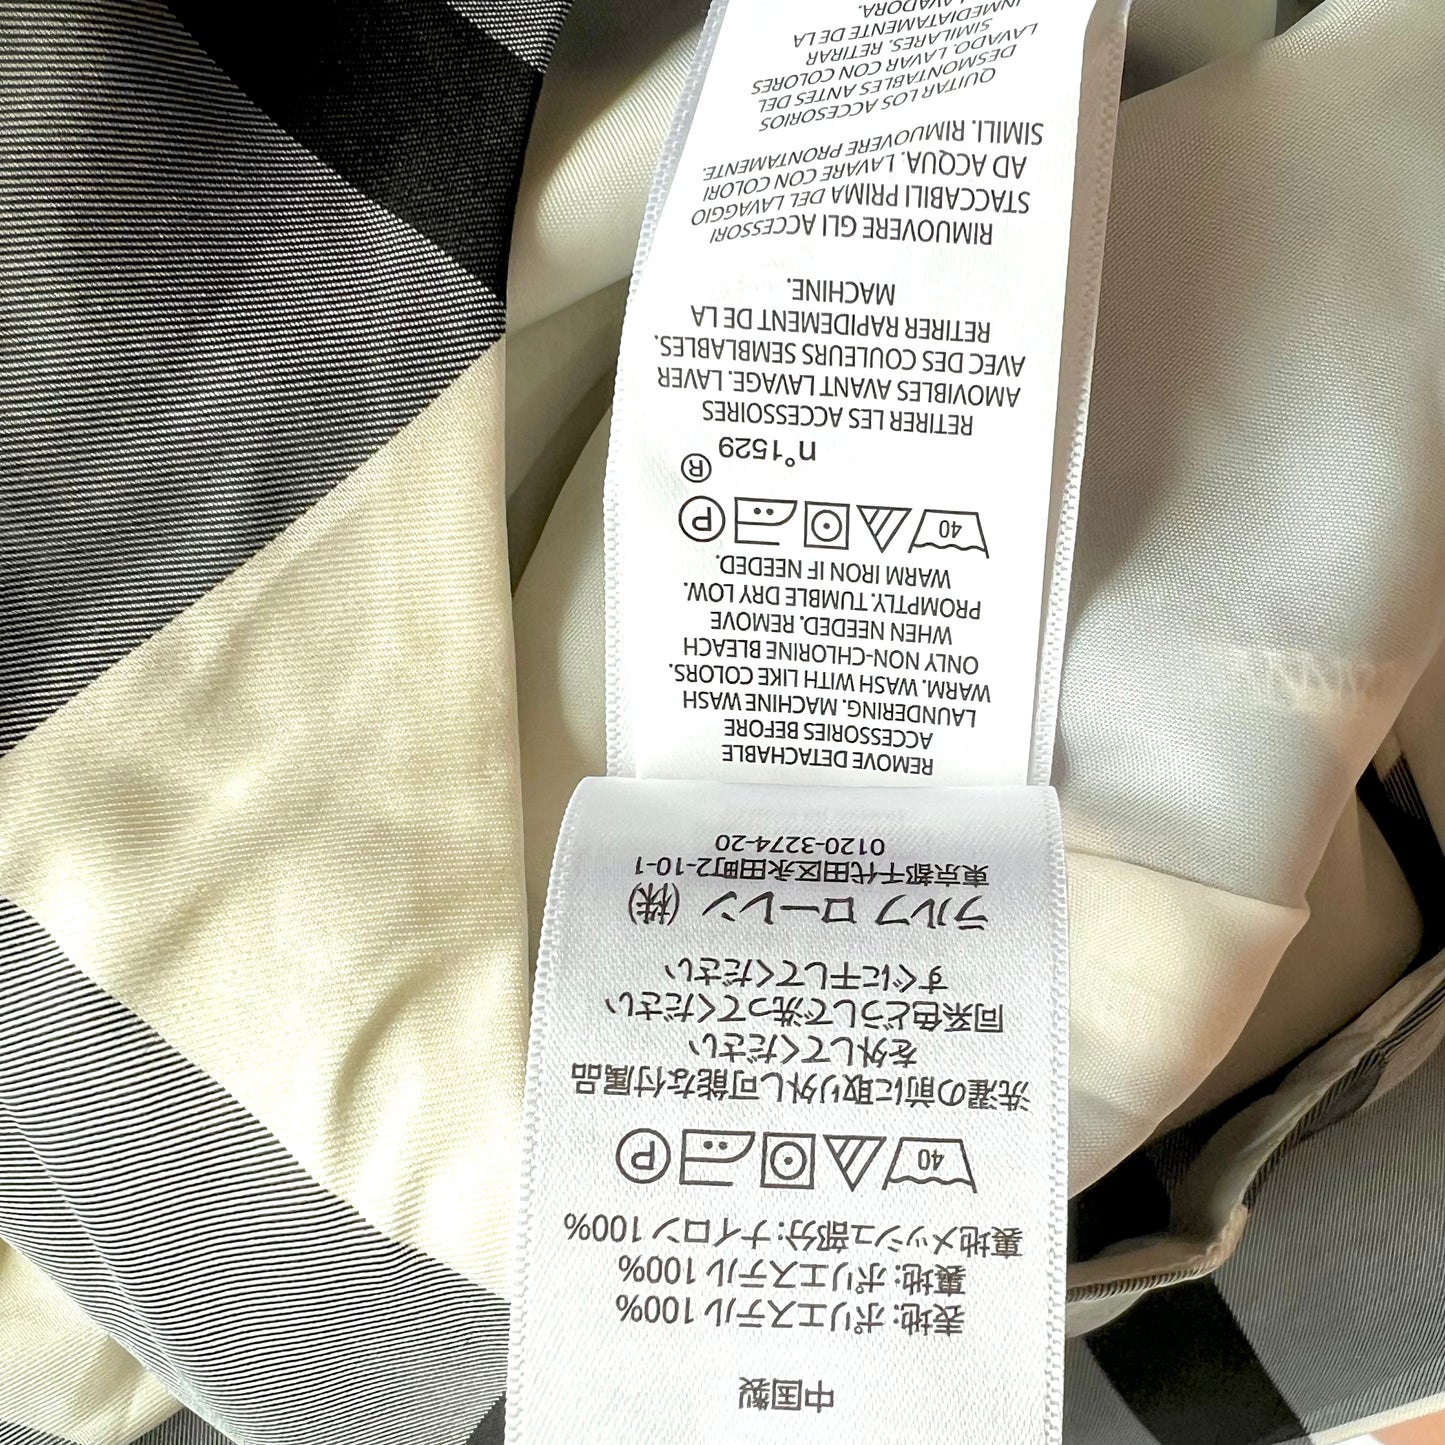 中国製
表地: ポリエステル 100%
裏地: ポリエステル 100%
裏地メッシュ部分: ナイロン 100%
40 P
洗濯の前に取り外し可能な付属品
を外してください
同系色どうしで洗ってください
すぐに干してください
ラルフ ローレン (株)
東京都千代田区永田町2-10-1
0120-3274-20
REMOVE DETACHABLE
ACCESSORIES BEFORE
LAUNDERING. MACHINE WASH
WARM. WASH WITH LIKE COLORS.
ONLY NON-CHLORINE BLEACH
WHEN NEEDED. REMOVE
PROMPTLY. TUMBLE DRY LOW.
WARM IRON IF NEEDED.
40 P
®
n°1529
RETIRER LES ACCESSOIRES
AMOVIBLES AVANT LAVAGE. LAVER
AVEC DES COULEURS SEMBLABLES.
RETIRER RAPIDEMENT DE LA
MACHINE.
RIMUOVERE GLI ACCESSORI
STACCABILI PRIMA DEL LAVAGGIO
AD ACQUA. LAVARE CON COLORI
SIMILI. RIMUOVERE PRONTAMENTE.
QUITAR LOS ACCESORIOS
DESMONTABLES ANTES DEL
LAVADO. LAVAR CON COLORES
SIMILARES. RETIRAR
INMEDIATAMENTE DE LA
LAVADORA.